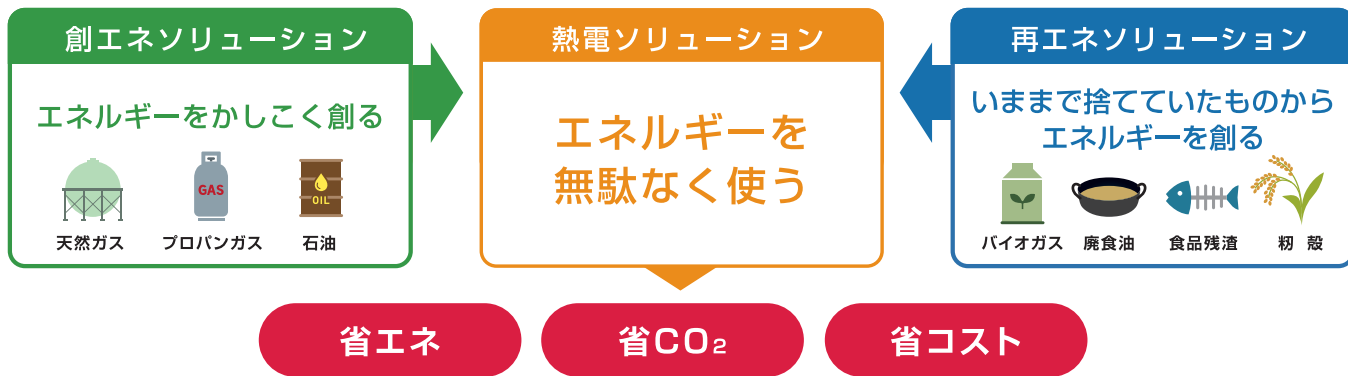 創エネソリューション
エネルギーをかしこく創る
GAS
OIL
天然ガス
プロパンガス
石油
熱電ソリューション
エネルギーを
無駄なく使う
再エネソリューション
いままで捨てていたものから
エネルギーを創る
バイオガス
廃食油
食品残渣
籾 殻
省エネ
省CO₂
省コスト